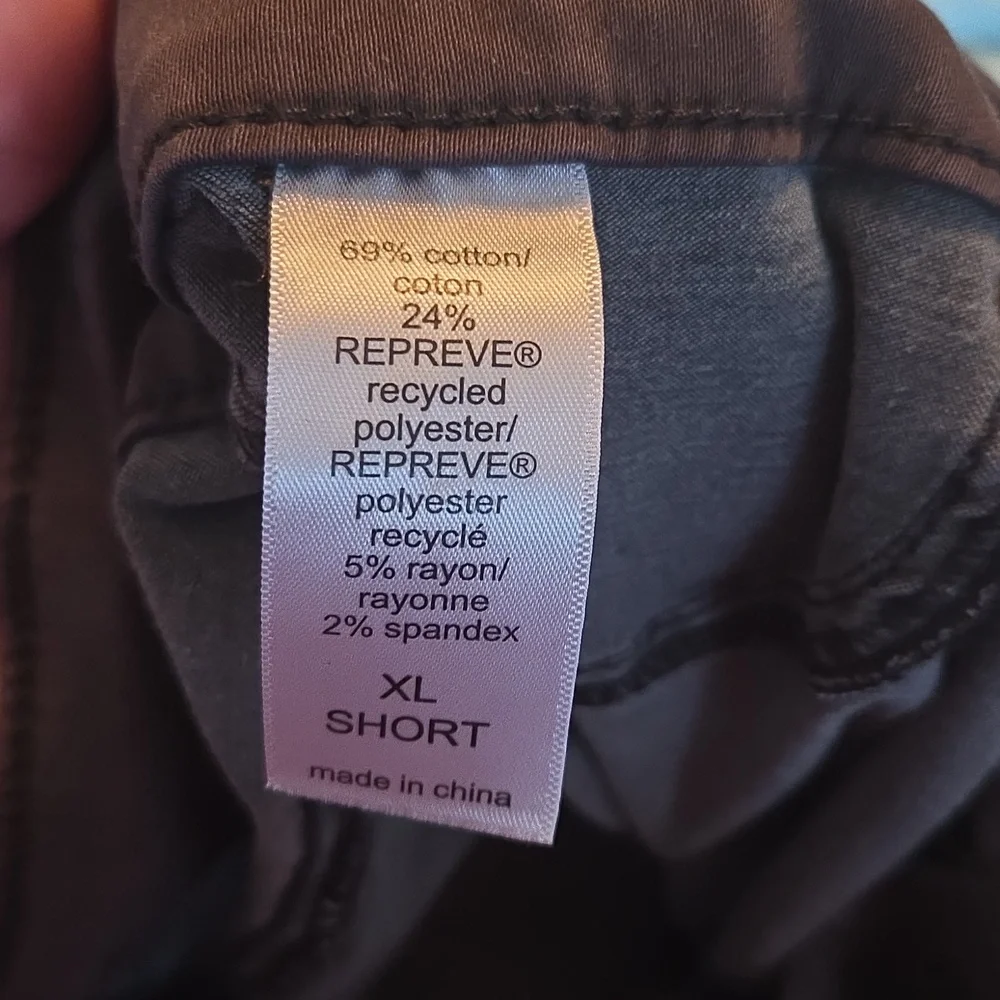 69% cotton/
coton
24%
REPREVE®
recycled
polyester/
REPREVE®
polyester
recyclé
5% rayon/
rayonne
2% spandex
XL
SHORT
made in china